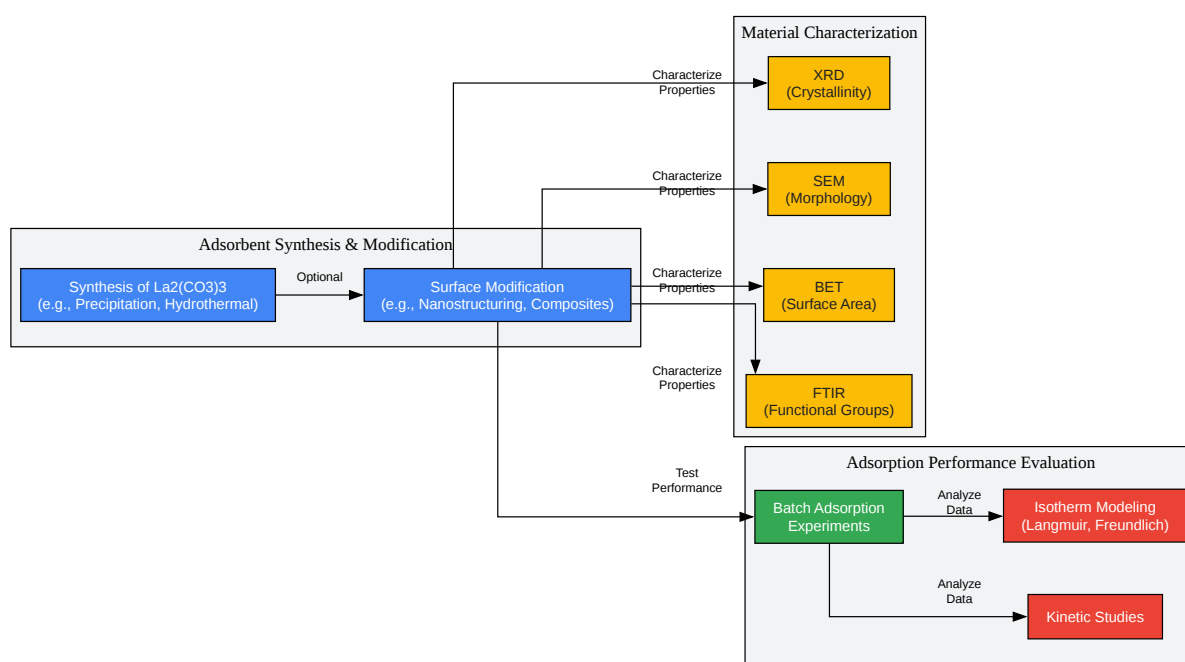 Material Characterization
Characterize
Properties
XRD
(Crystallinity)
Characterize
Properties
SEM
(Morphology)
Adsorbent Synthesis & Modification
Synthesis of La2(CO3)3
(e.g., Precipitation, Hydrothermal)
Optional
Surface Modification
(e.g., Nanostructuring, Composites)
Characterize
Properties
BET
(Surface Area)
Characterize
Properties
FTIR
(Functional Groups)
Adsorption Performance Evaluation
Test
Performance
Batch Adsorption
Experiments
Analyze
Data
Isotherm Modeling
(Langmuir, Freundlich)
Analyze
Data
Kinetic Studies